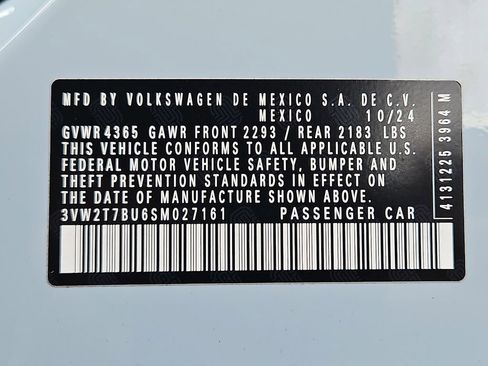 MFD BY VOLKSWAGEN DE MEXICO S.A. DE C.V.
MEXICO 10/24
GVWR 4365 GAWR FRONT 2293 / REAR 2183 LBS
THIS VEHICLE CONFORMS TO ALL APPLICABLE U.S.
FEDERAL MOTOR VEHICLE SAFETY, BUMPER AND
THEFT PREVENTION STANDARDS IN EFFECT ON
THE DATE OF MANUFACTURE SHOWN ABOVE.
3VW2T7BU6SM027161 PASSENGER CAR
4131225 3964 M